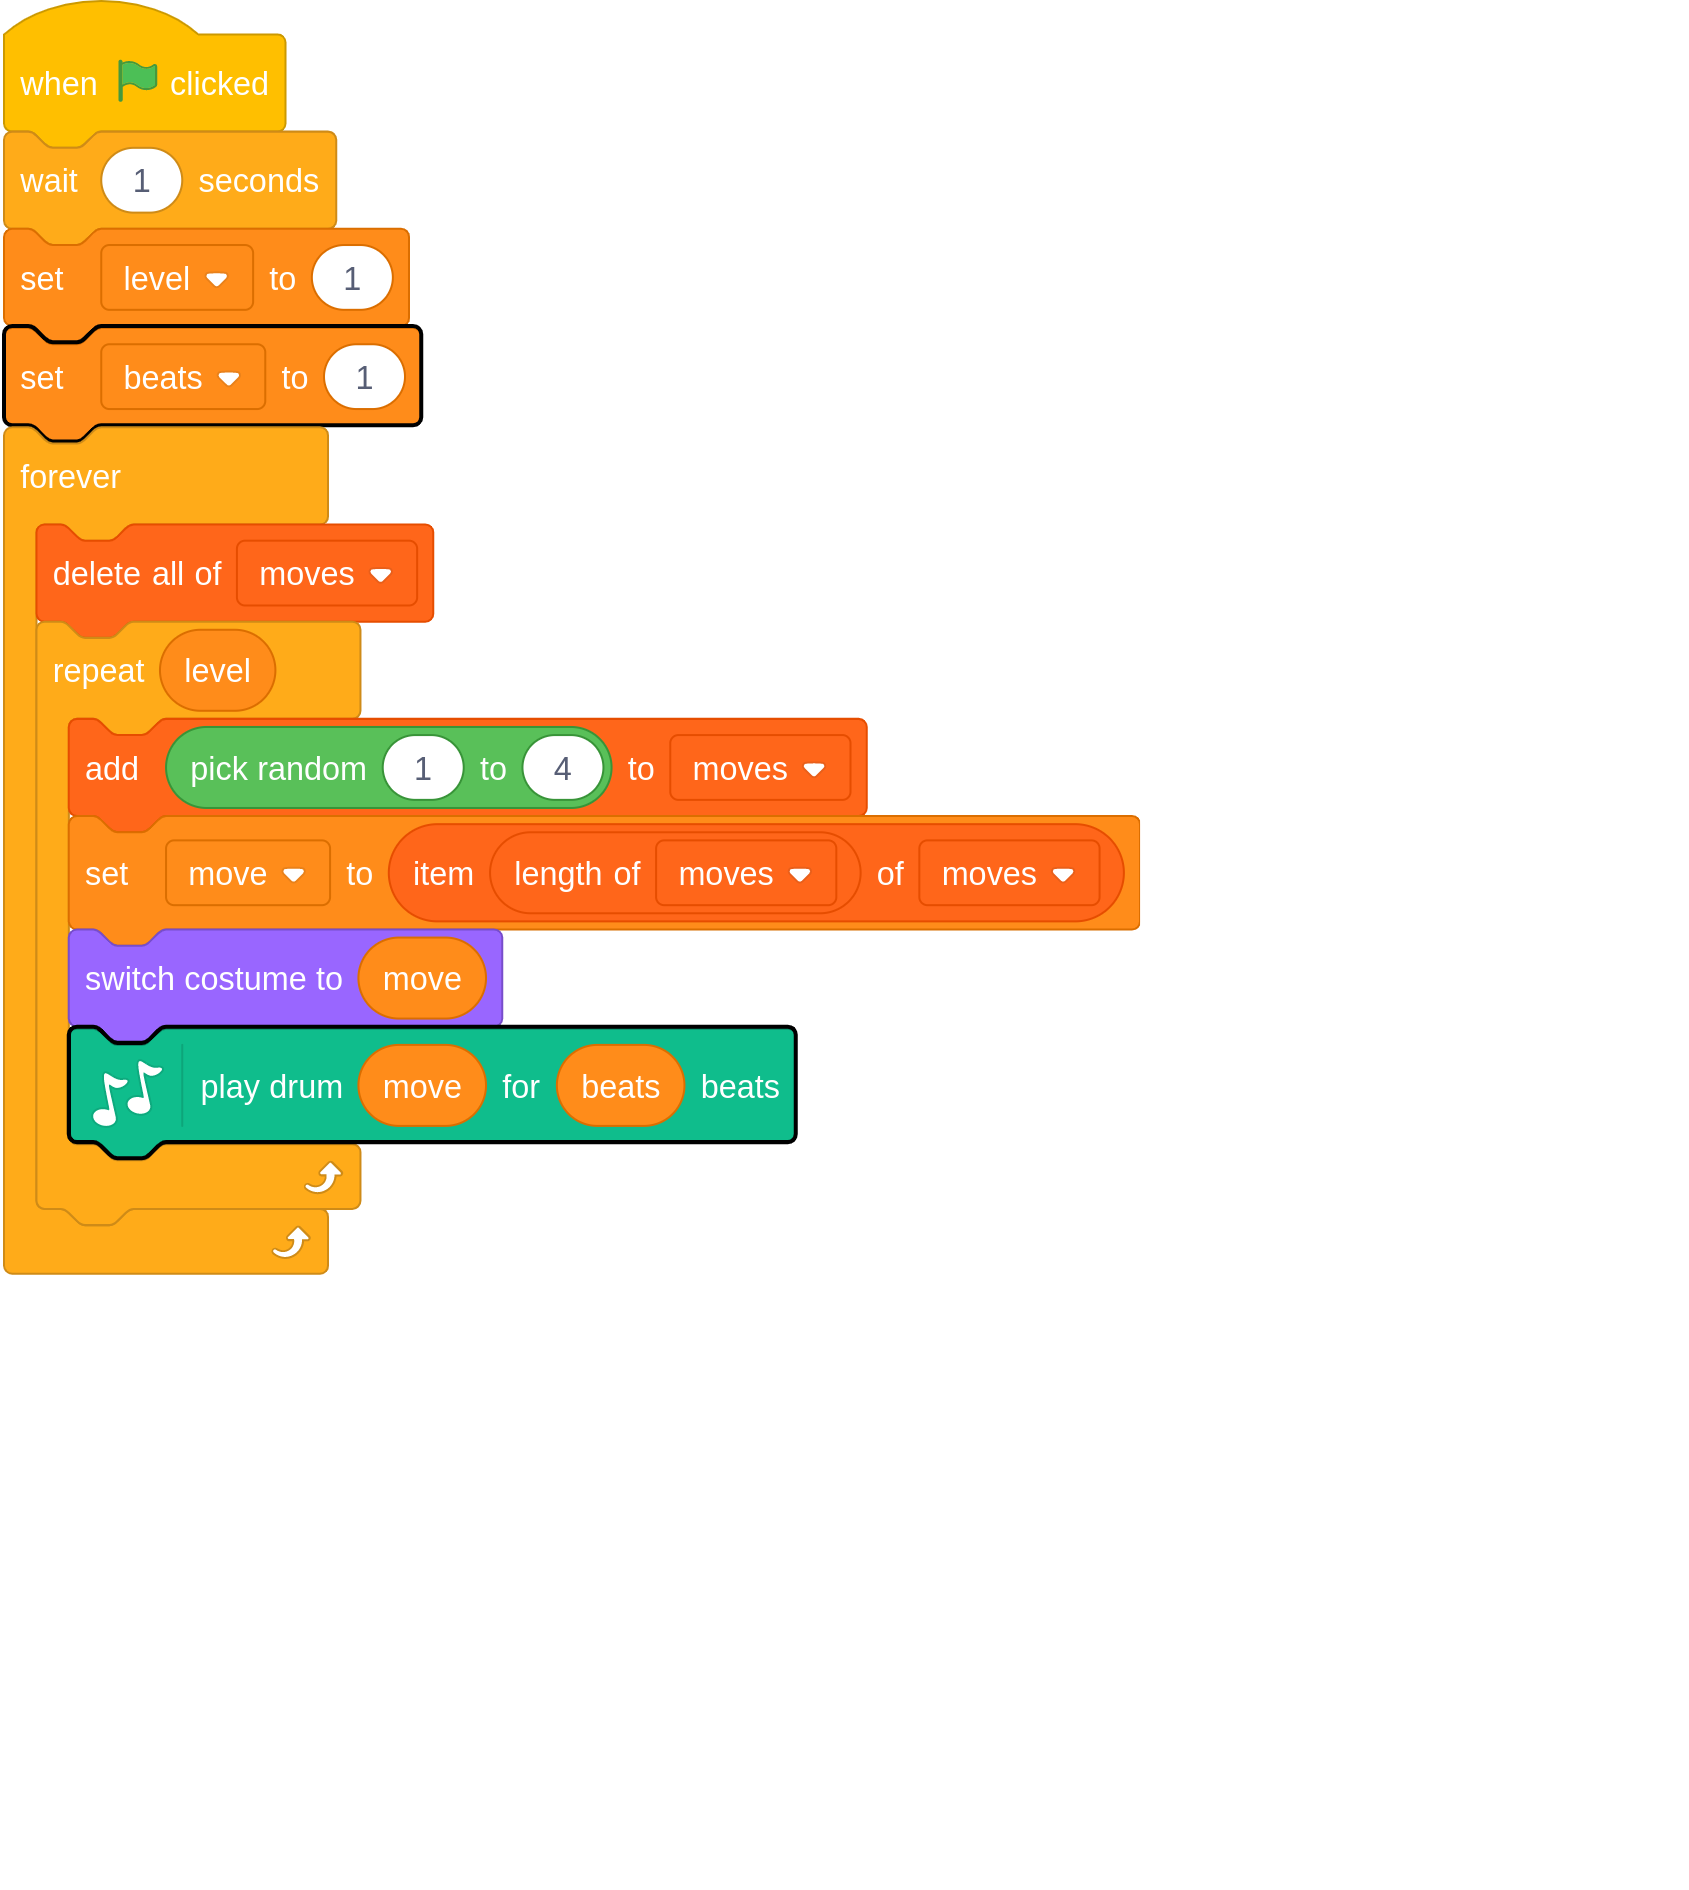 when clicked
wait 1 seconds
set level to 1
set beats to 1
forever
delete all of moves
repeat level
add pick random 1 to 4 to moves
set move to item length of moves of moves
switch costume to move
play drum move for beats beats